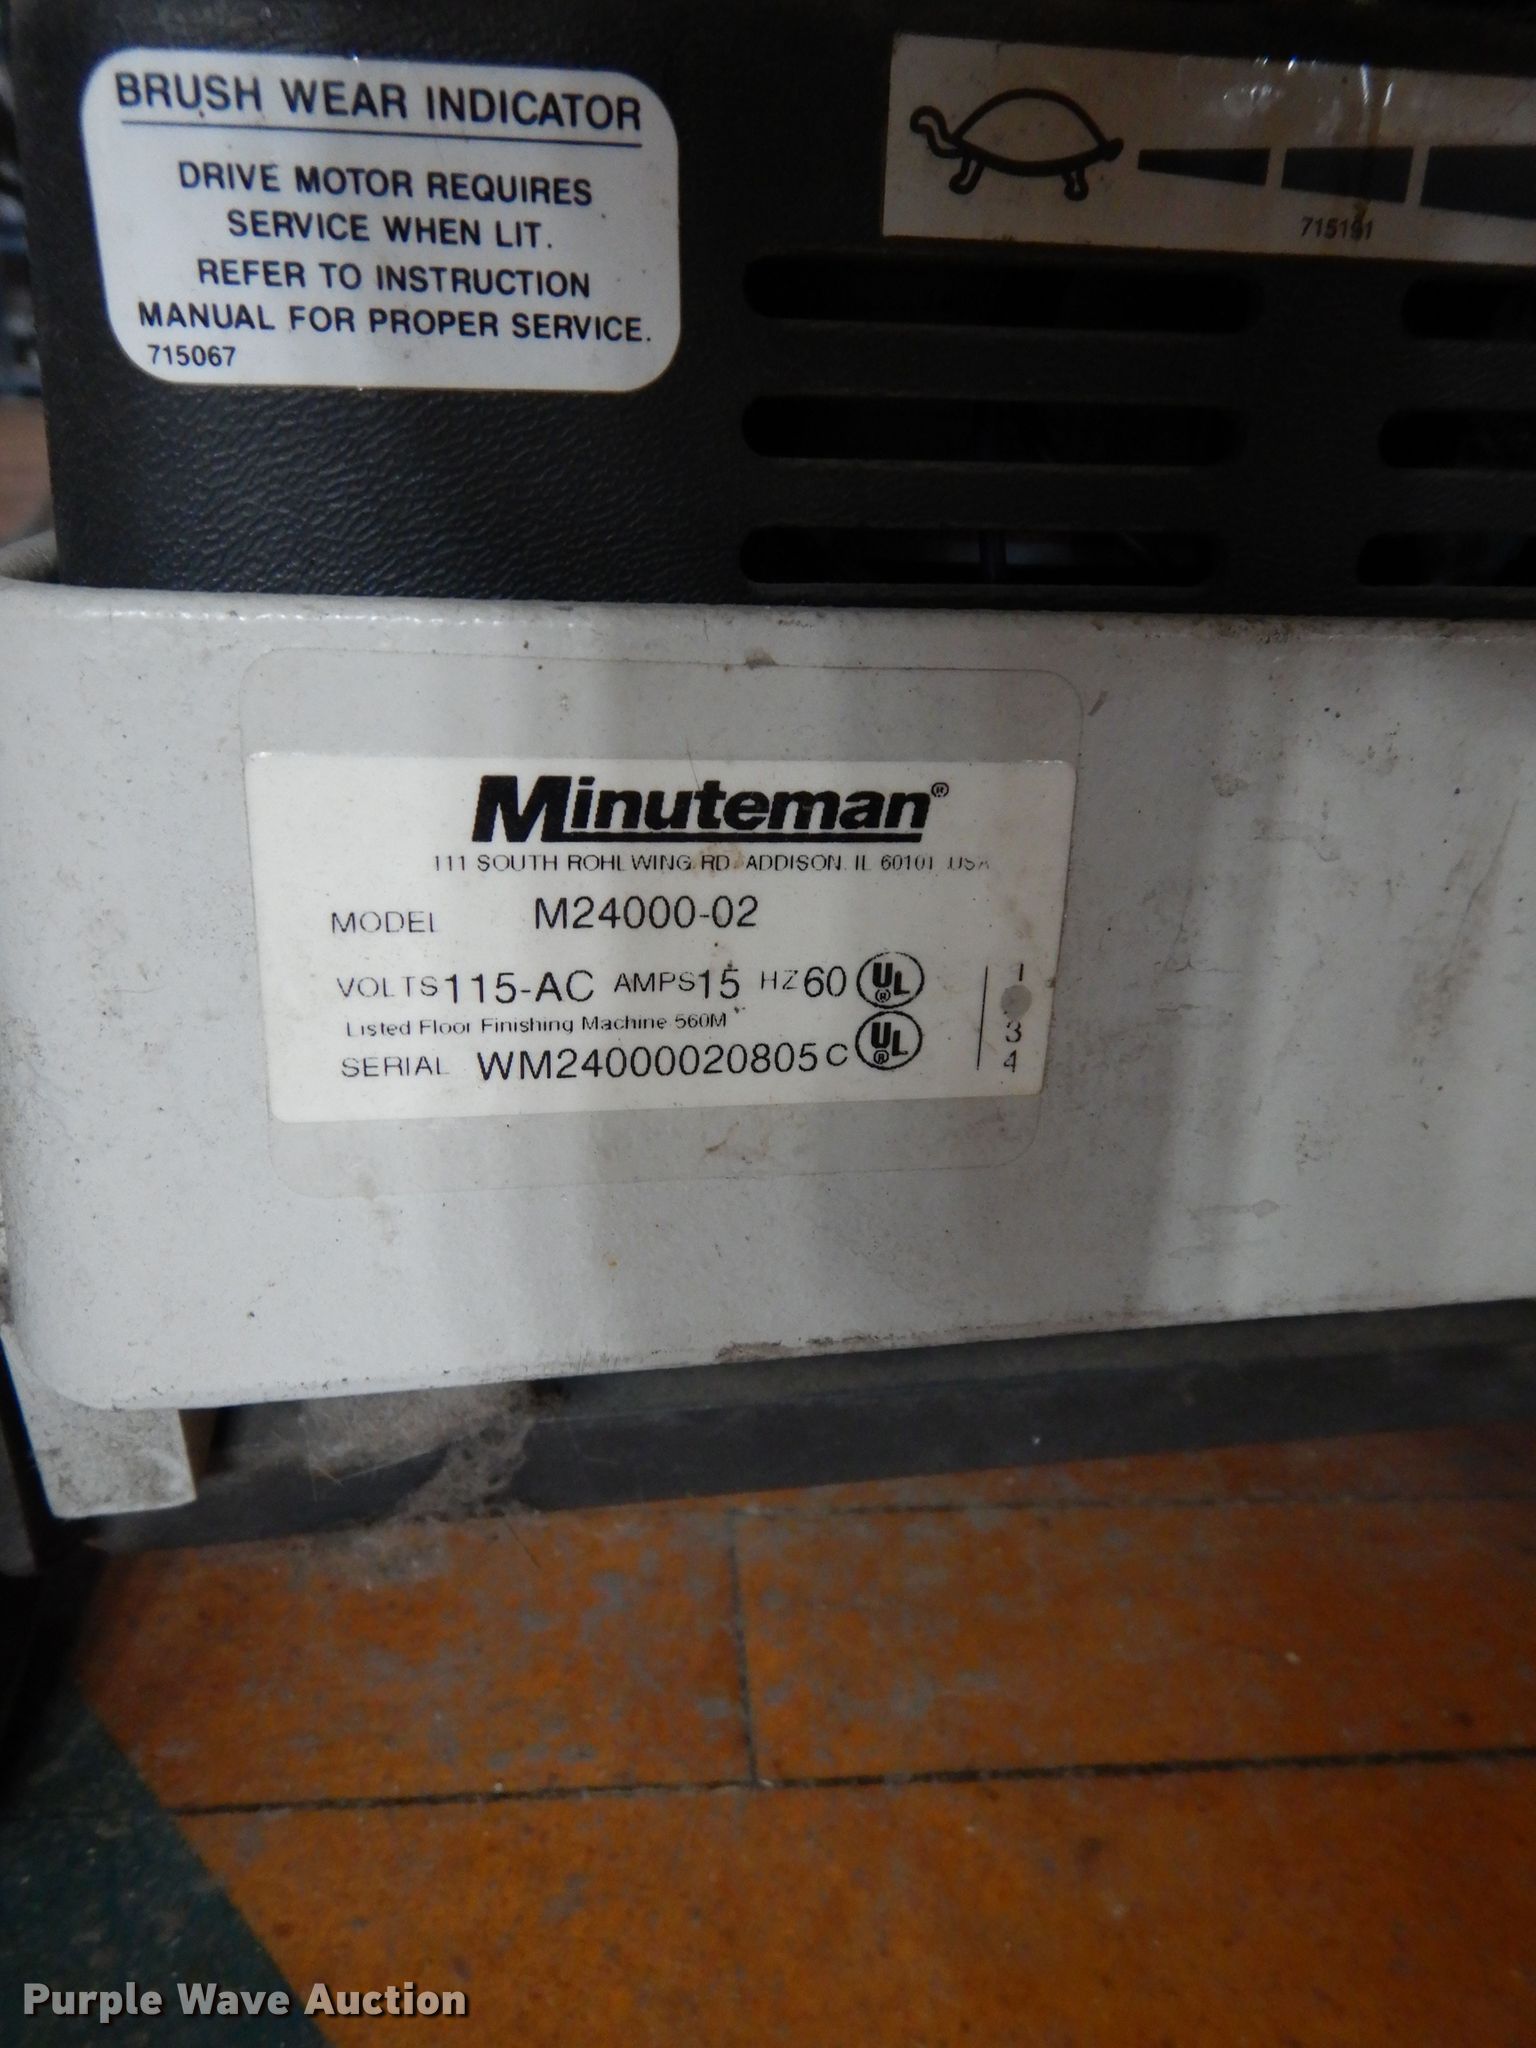 BRUSH WEAR INDICATOR
DRIVE MOTOR REQUIRES
SERVICE WHEN LIT.
REFER TO INSTRUCTION
MANUAL FOR PROPER SERVICE.
715067
715191
Minuteman®
111 SOUTH ROHLWING RD. ADDISON. IL 60101 USA
MODEL M24000-02
VOLTS 115-AC AMPS 15 HZ 60 UL®
Listed Floor Finishing Machine 560M
SERIAL WM24000020805 C UL®
1
3
4
Purple Wave Auction